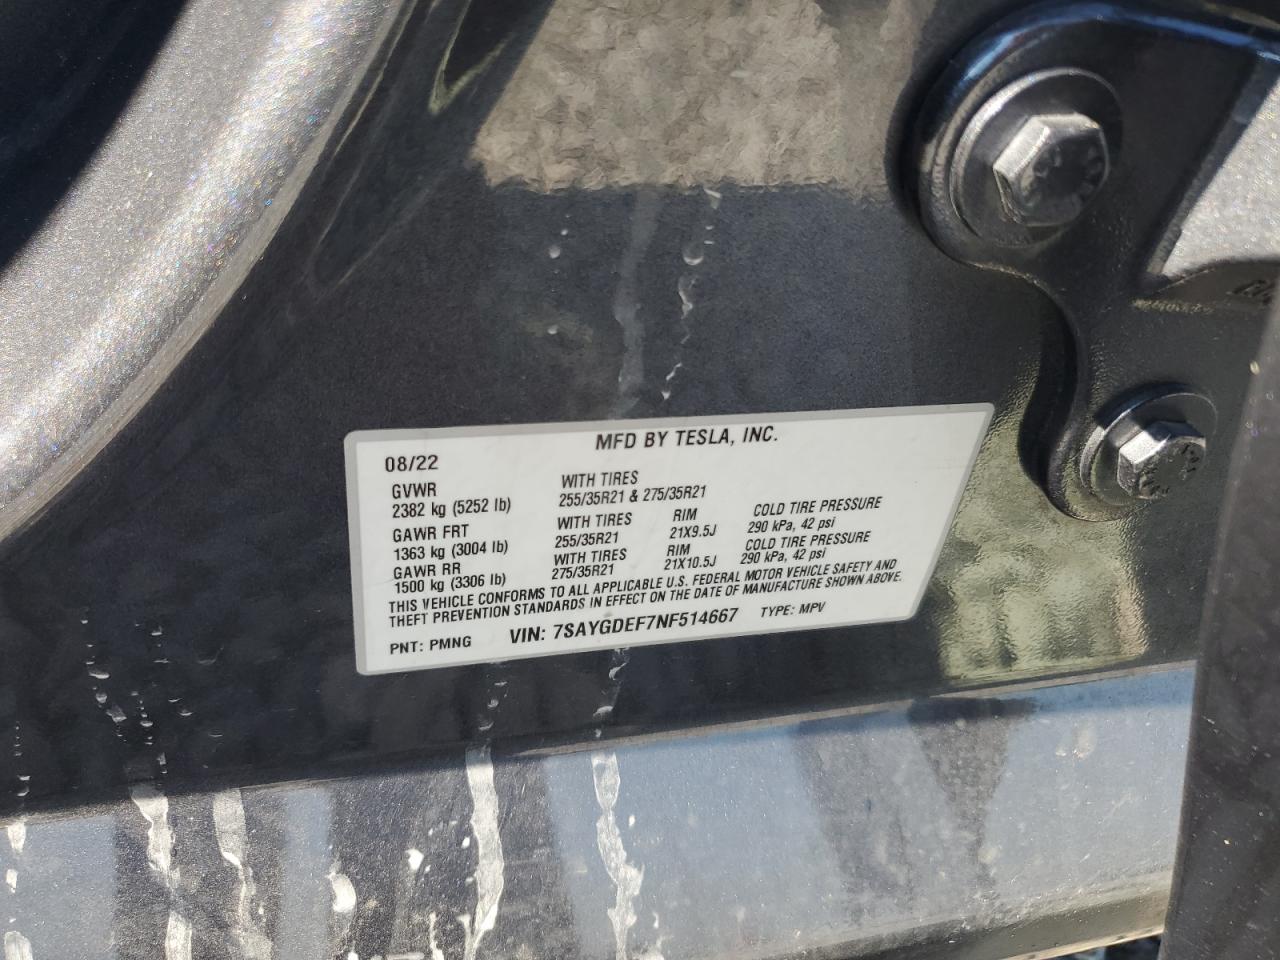 MFD BY TESLA, INC.
08/22
GVWR WITH TIRES
2382 kg (5252 lb) 255/35R21 & 275/35R21
GAWR FRT WITH TIRES RIM COLD TIRE PRESSURE
1363 kg (3004 lb) 255/35R21 21X9.5J 290 kPa, 42 psi
GAWR RR WITH TIRES RIM COLD TIRE PRESSURE
1500 kg (3306 lb) 275/35R21 21X10.5J 290 kPa, 42 psi
THIS VEHICLE CONFORMS TO ALL APPLICABLE U.S. FEDERAL MOTOR VEHICLE SAFETY AND
THEFT PREVENTION STANDARDS IN EFFECT ON THE DATE OF MANUFACTURE SHOWN ABOVE.
PNT: PMNG VIN: 7SAYGDEF7NF514667 TYPE: MPV